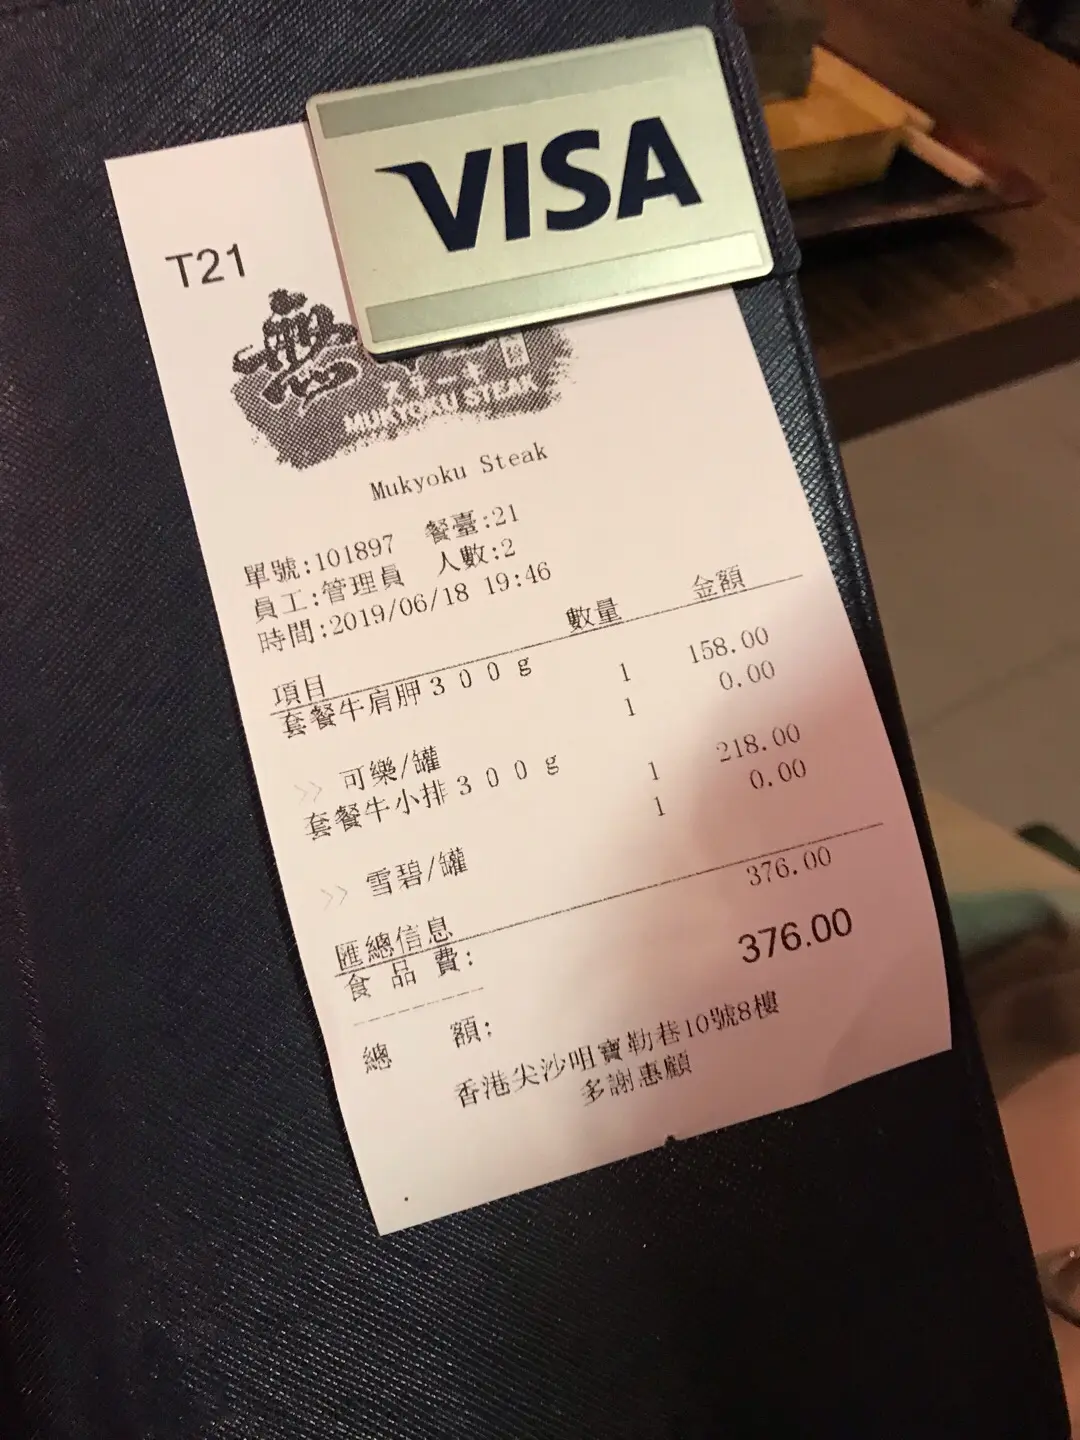 VISA
T21
無
MUKYOKU STEAK
Mukyoku Steak
單號:101897 餐臺:21
員工:管理員 人數:2
時間:2019/06/18 19:46
項目 數量 金額
套餐牛肩胛300g 1 158.00
>> 可樂/罐 1 0.00
套餐牛小排300g 1 218.00
>> 雪碧/罐 1 0.00
匯總信息
食品費: 376.00
總額: 376.00
香港尖沙咀寶勒巷10號8樓
多謝惠顧